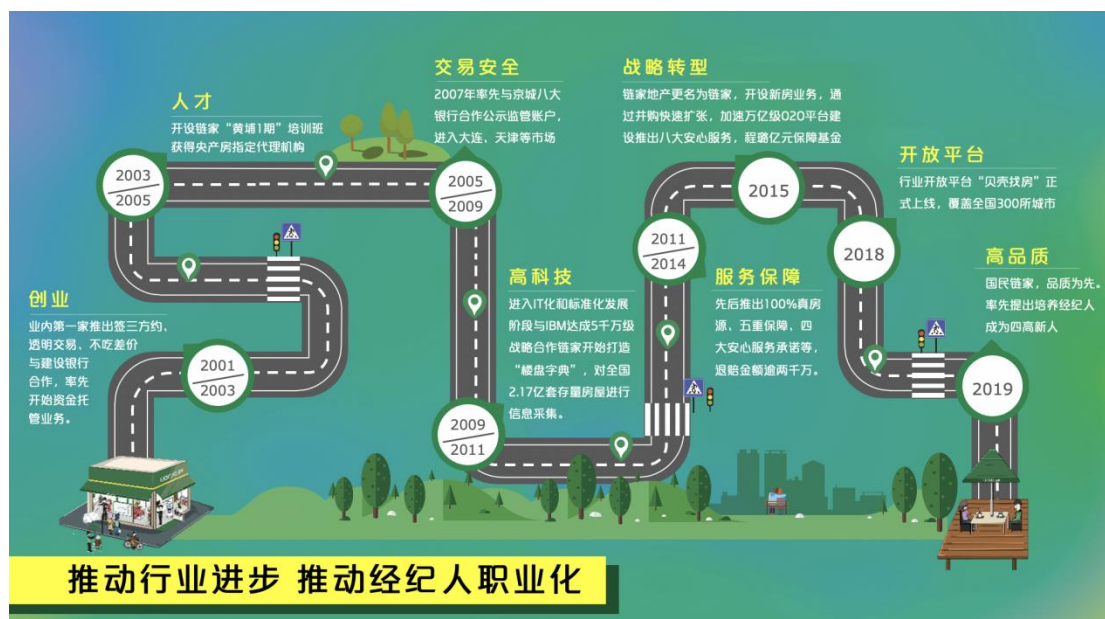 创业
业内第一家推出签三方约、
透明交易、不吃差价
与建设银行
合作，率先
开始资金托
管业务。
2001
2003
人才
开设链家“黄埔1期”培训班
获得央产房指定代理机构
2003
2005
交易安全
2007年率先与京城八大
银行合作公示监管账户，
进入大连、天津等市场
2005
2009
高科技
进入IT化和标准化发展
阶段与IBM达成5千万级
战略合作链家开始打造
“楼盘字典”，对全国
2.17亿套存量房屋进行
信息采集。
2009
2011
服务保障
先后推出100%真房
源，五重保障，四
大安心服务承诺等，
退赔金额逾两千万。
2011
2014
战略转型
链家地产更名为链家，开设新房业务，通
过并购快速扩张，加速万亿级O2O平台建
设推出八大安心服务，程璐亿元保障基金
2015
开放平台
行业开放平台“贝壳找房”正
式上线，覆盖全国300所城市
2018
高品质
国民链家，品质为先。
率先提出培养经纪人
成为四高新人
2019
推动行业进步 推动经纪人职业化